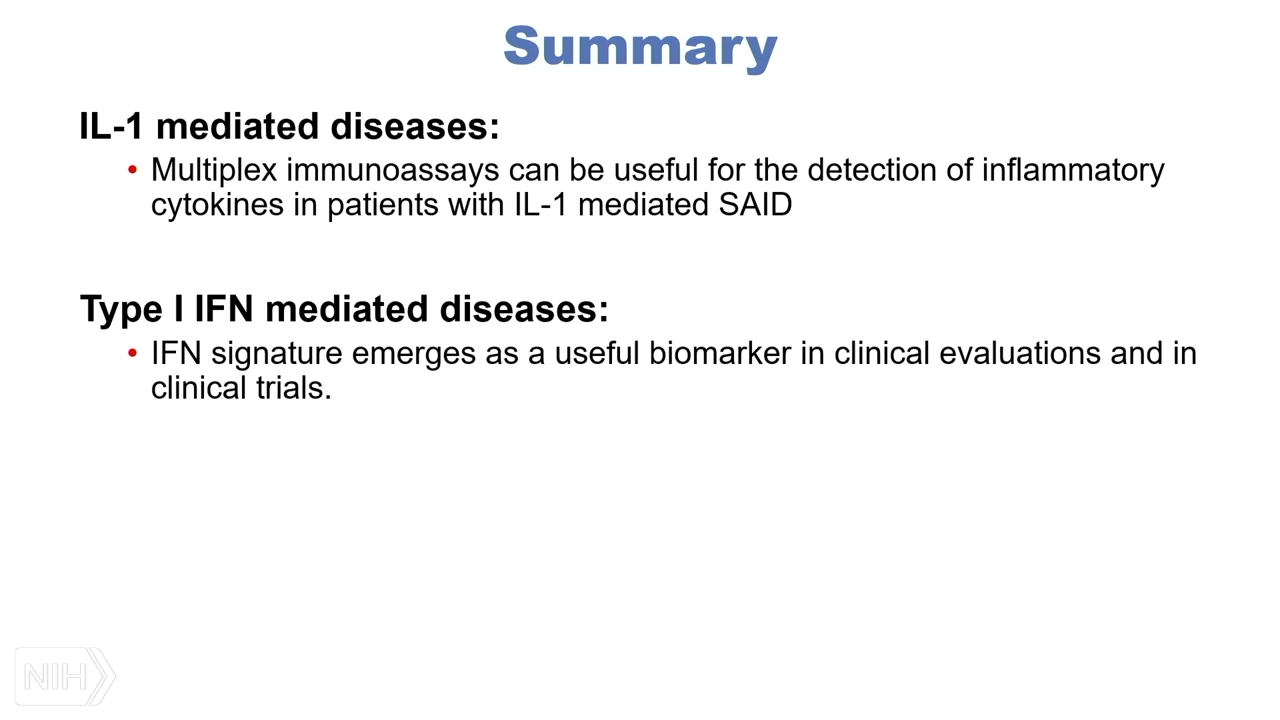 Summary
IL-1 mediated diseases:
• Multiplex immunoassays can be useful for the detection of inflammatory
cytokines in patients with IL-1 mediated SAID
Type I IFN mediated diseases:
• IFN signature emerges as a useful biomarker in clinical evaluations and in
clinical trials.
NIH